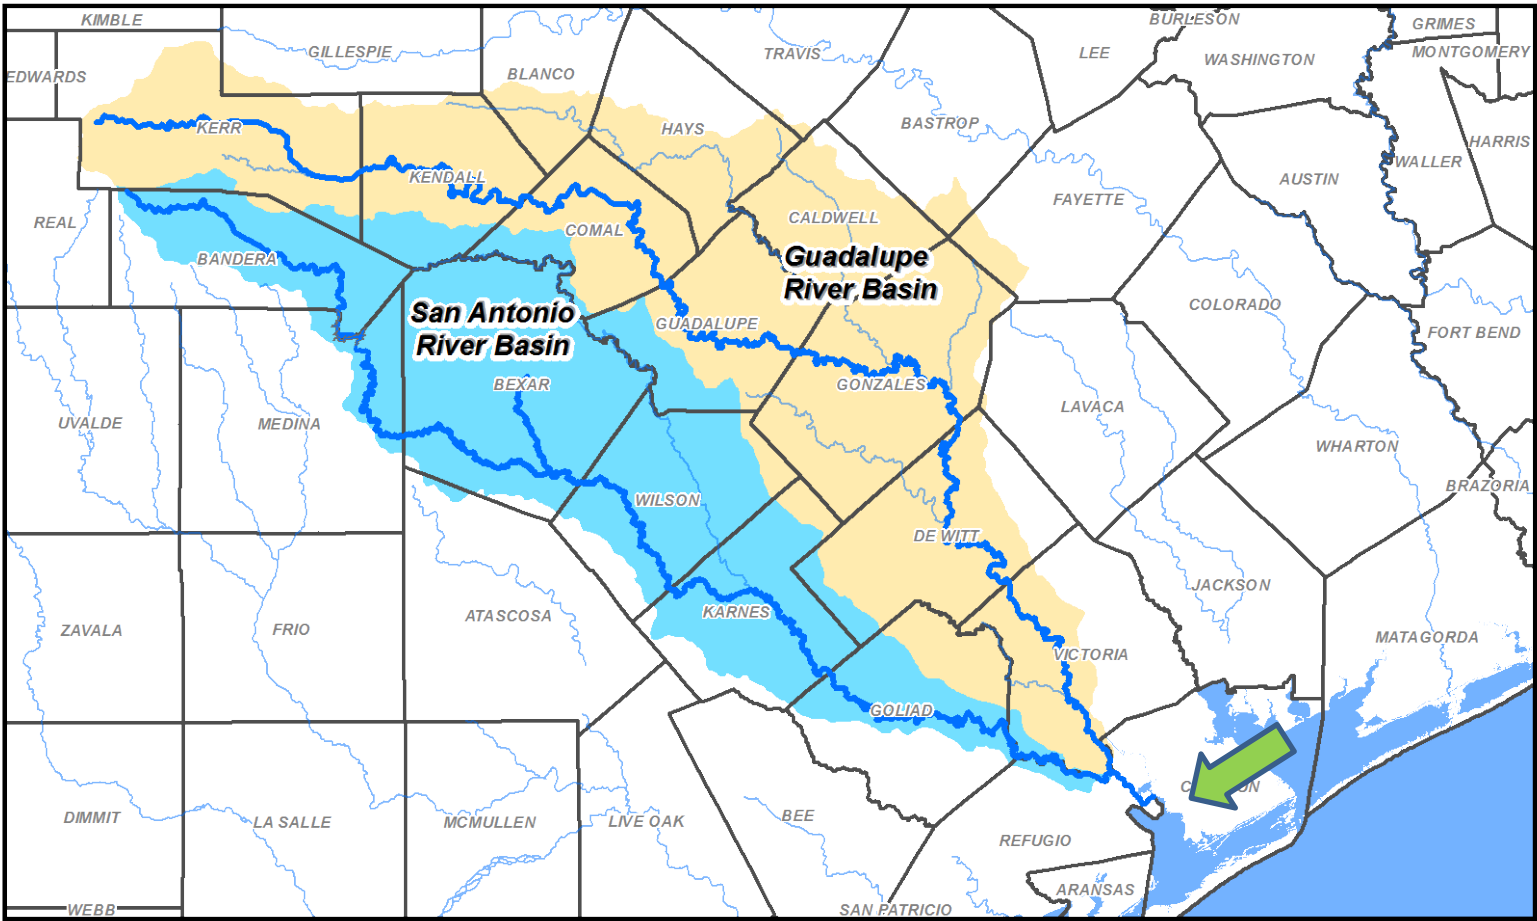 KIMBLE
BURLESON
GRIMES
GILLESPIE
TRAVIS
LEE
WASHINGTON
MONTGOMERY
EDWARDS
BLANCO
KERR
HAYS
BASTROP
HARRIS
WALLER
KENDALL
AUSTIN
FAYETTE
REAL
COMAL
CALDWELL
BANDERA
Guadalupe
River Basin
COLORADO
San Antonio
River Basin
GUADALUPE
FORT BEND
BEXAR
GONZALES
LAVACA
UVALDE
MEDINA
WHARTON
WILSON
BRAZORIA
DE WITT
JACKSON
KARNES
ATASCOSA
ZAVALA
FRIO
MATAGORDA
VICTORIA
GOLIAD
DIMMIT
LA SALLE
MCMULLEN
LIVE OAK
BEE
REFUGIO
ARANSAS
WEBB
SAN PATRICIO